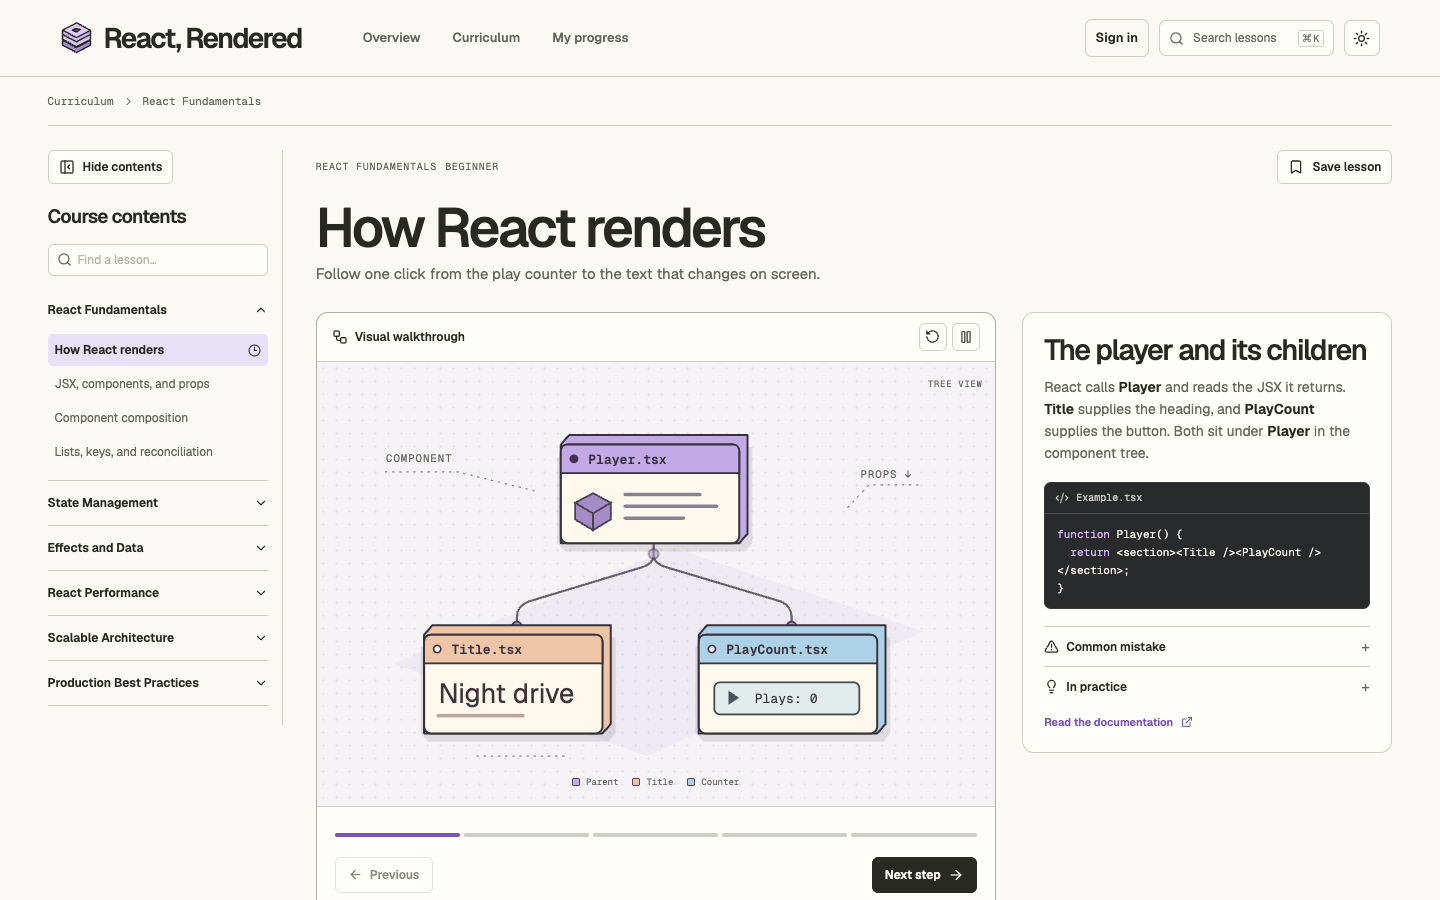 React, Rendered
Overview
Curriculum
My progress
Sign in
Search lessons
⌘ K
Curriculum > React Fundamentals
Hide contents
Course contents
Find a lesson...
React Fundamentals
How React renders
JSX, components, and props
Component composition
Lists, keys, and reconciliation
State Management
Effects and Data
React Performance
Scalable Architecture
Production Best Practices
REACT FUNDAMENTALS BEGINNER
Save lesson
How React renders
Follow one click from the play counter to the text that changes on screen.
Visual walkthrough
TREE VIEW
COMPONENT
Player.tsx
PROPS ↓
Title.tsx
Night drive
PlayCount.tsx
Plays: 0
Parent
Title
Counter
← Previous
Next step →
The player and its children
React calls Player and reads the JSX it returns.
Title supplies the heading, and PlayCount
supplies the button. Both sit under Player in the
component tree.
</> Example.tsx
function Player() {
  return <section><Title /><PlayCount />
</section>;
}
Common mistake +
In practice +
Read the documentation